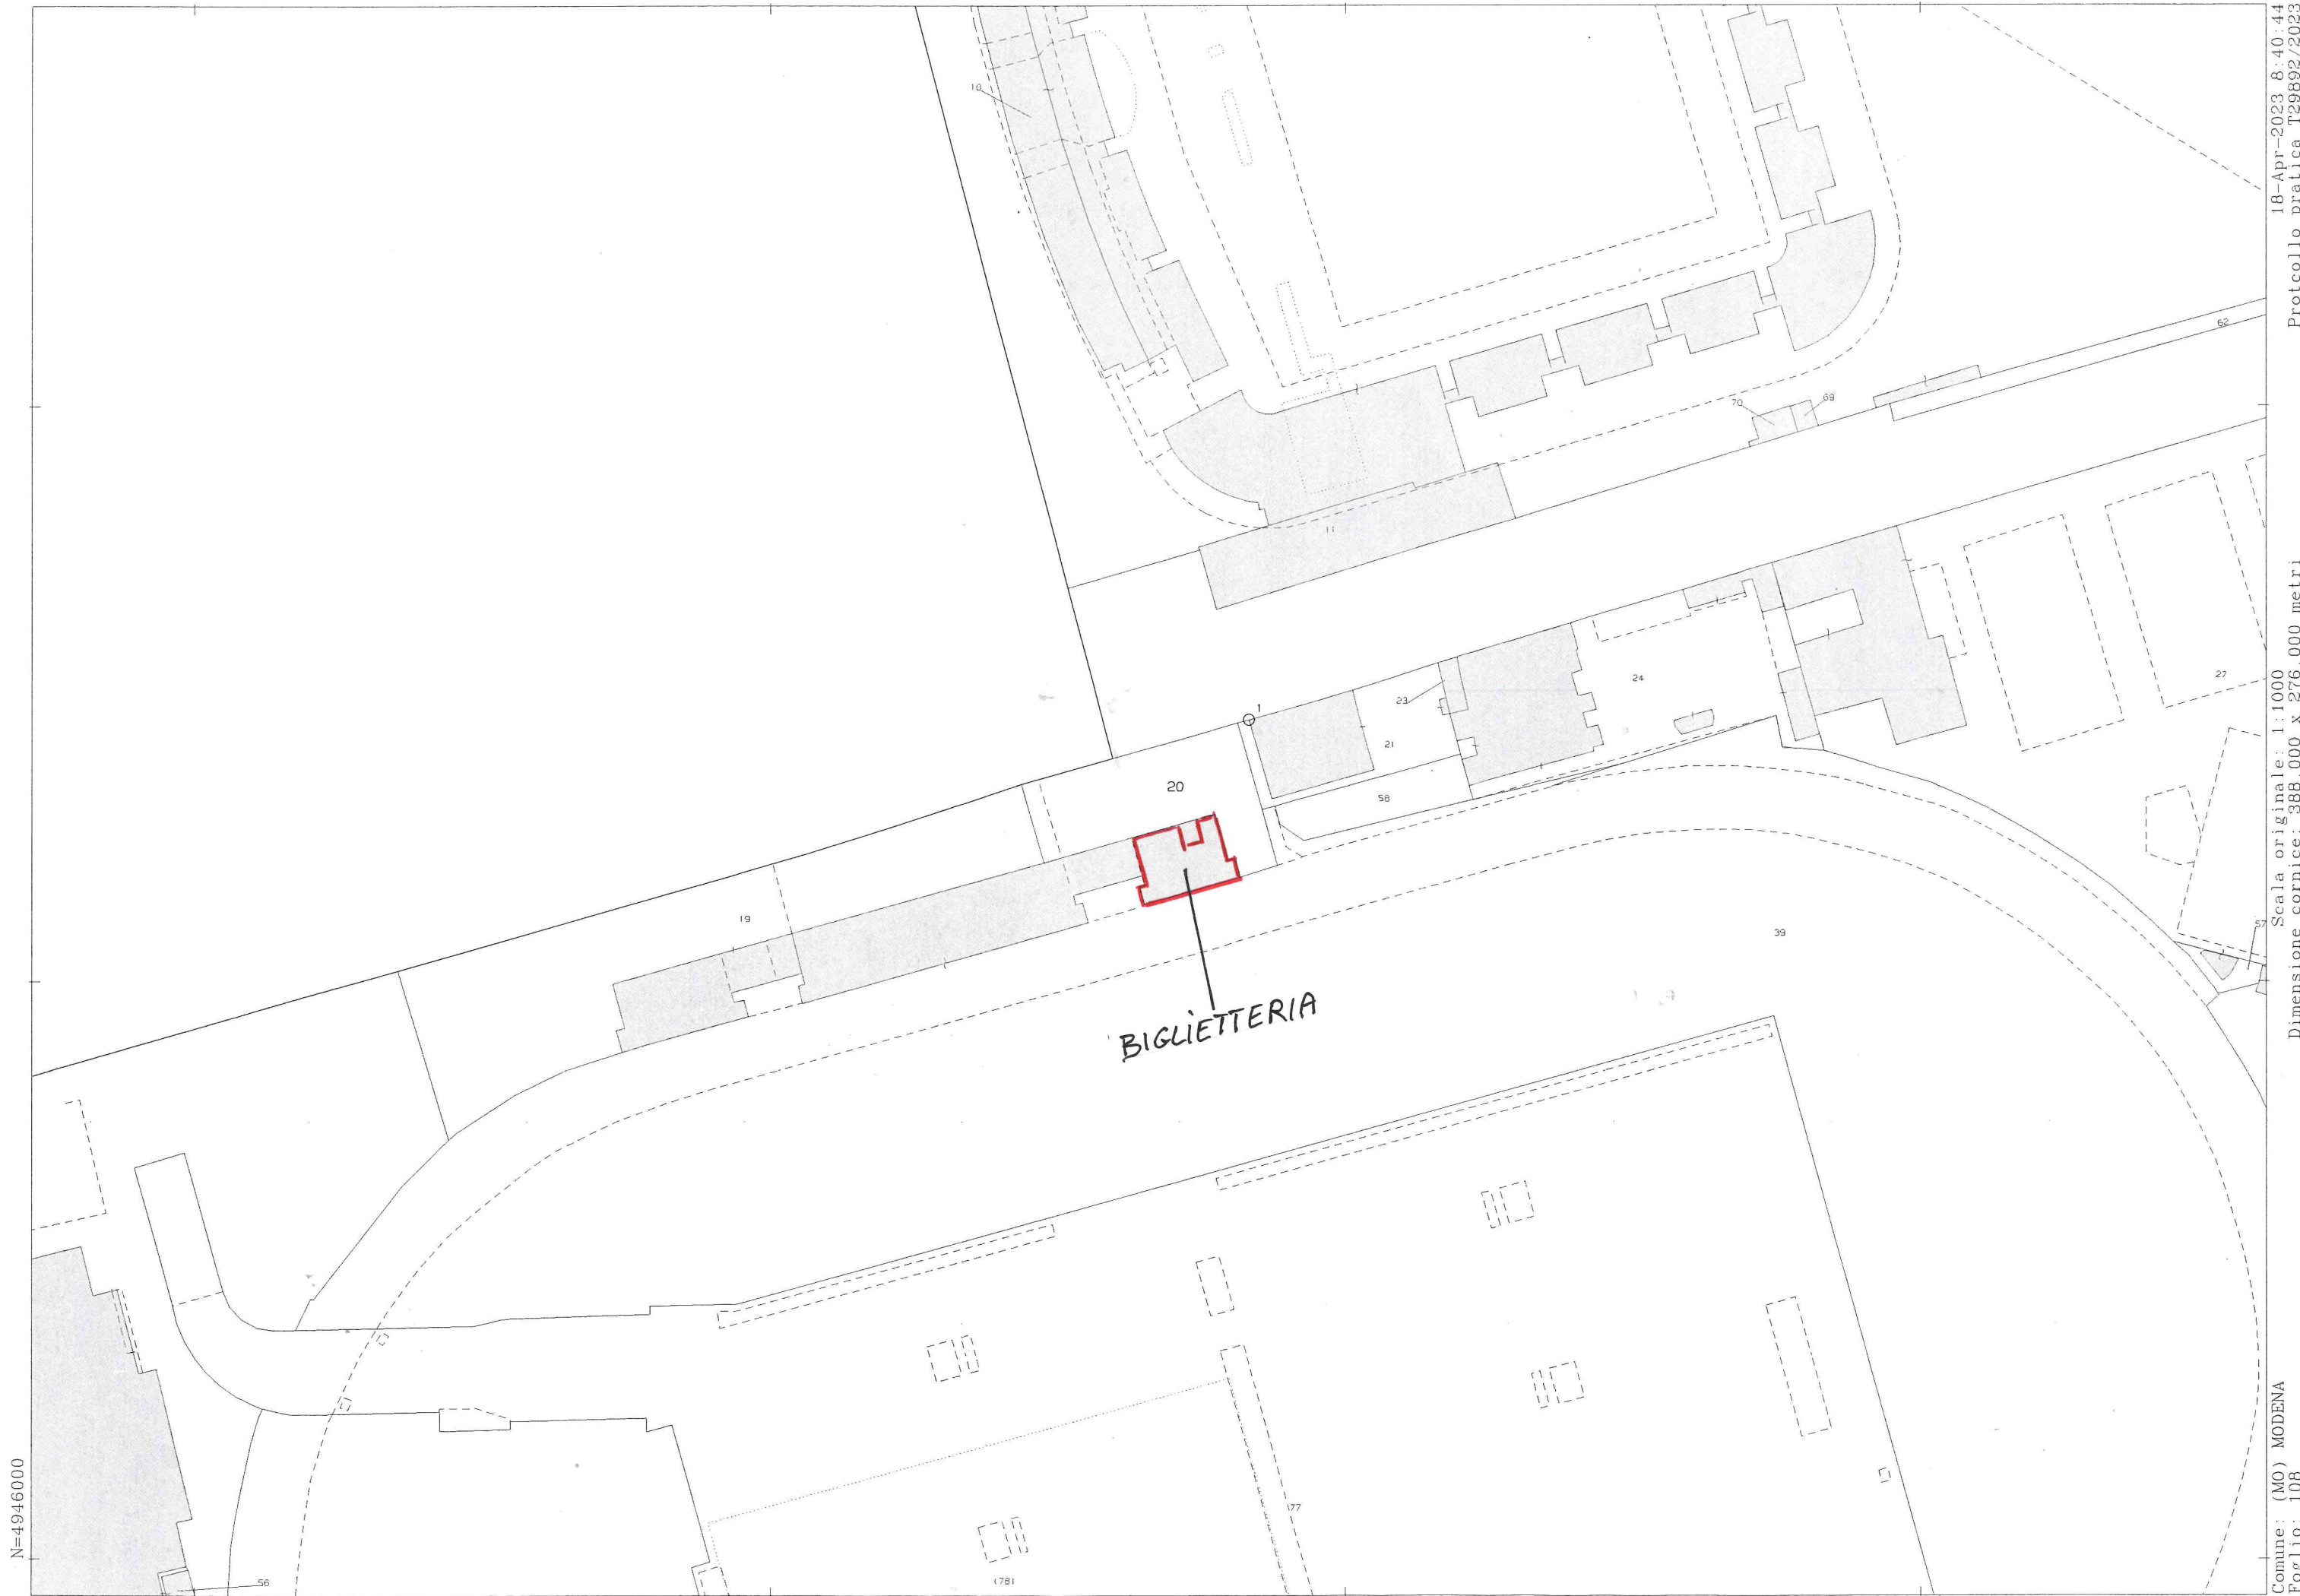 10
62
70
69
11
24
27
23
1
21
20
58
19
39
57
BIGLIETTERIA
77
(78)
56
N=4946000
18-Apr-2023 8:40:44
Protocollo pratica T298892/2023
Scala originale: 1:1000
Dimensione cornice: 388.000 x 276.000 metri
Comune: (MO) MODENA
Foglio: 108